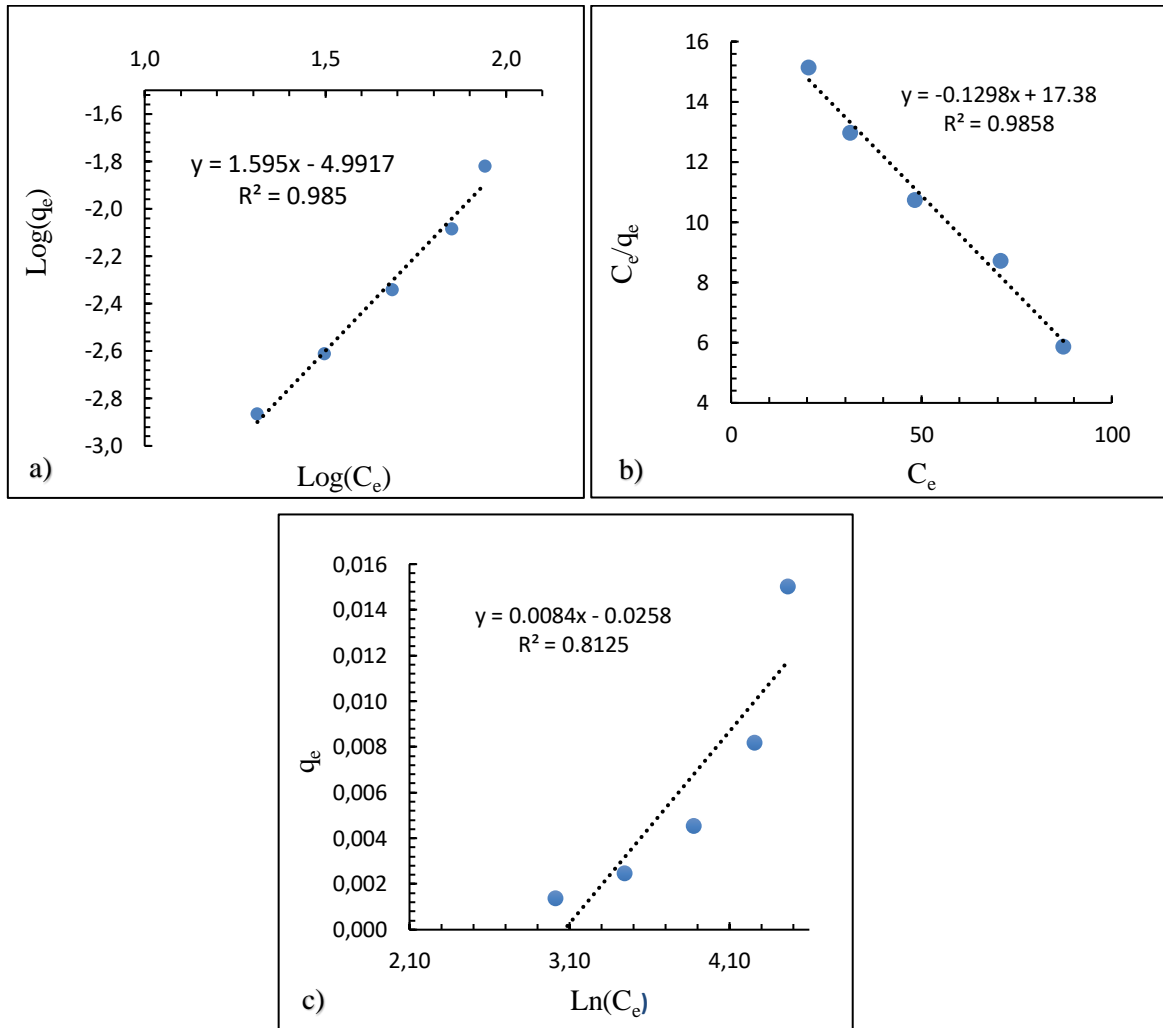 1,0 1,5 2,0
-1,6
-1,8
-2,0
-2,2
-2,4
-2,6
-2,8
-3,0
y = 1.595x - 4.9917
R² = 0.985
Log(qₑ)
Log(Cₑ)
a)
16
14
12
10
8
6
4
y = -0.1298x + 17.38
R² = 0.9858
Cₑ/qₑ
0 50 100
Cₑ
b)
0,016
0,014
0,012
0,010
0,008
0,006
0,004
0,002
0,000
y = 0.0084x - 0.0258
R² = 0.8125
qₑ
2,10 3,10 4,10
Ln(Cₑ)
c)